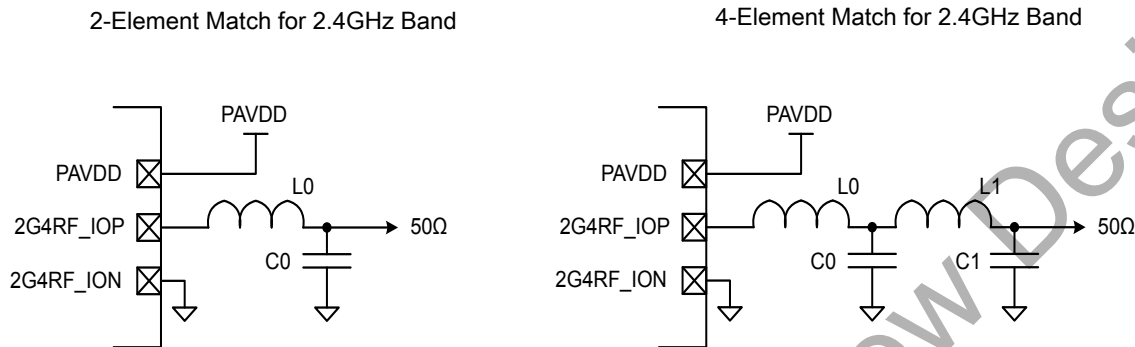 2-Element Match for 2.4GHz Band
PAVDD
PAVDD
L0
2G4RF_IOP
50Ω
C0
2G4RF_ION
4-Element Match for 2.4GHz Band
PAVDD
PAVDD
L0
L1
2G4RF_IOP
50Ω
C0
C1
2G4RF_ION